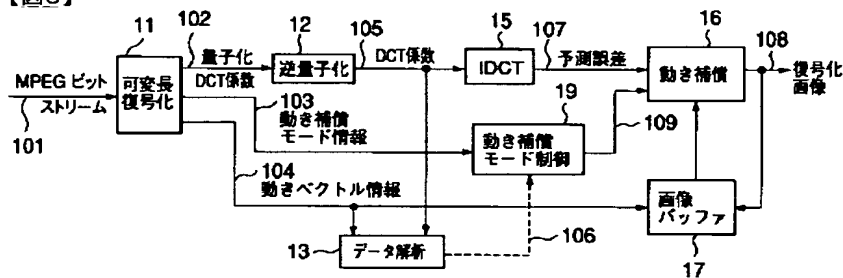 11
102
12
105
15
107
16
108
量子化
DCT係数
逆量子化
DCT係数
IDCT
予測誤差
動き補償
復号化
画像
MPEG ビット
ストリーム
101
可変長
復号化
103
動き補償
モード情報
19
動き補償
モード制御
109
104
動きベクトル情報
画像
バッファ
17
13
データ解析
106